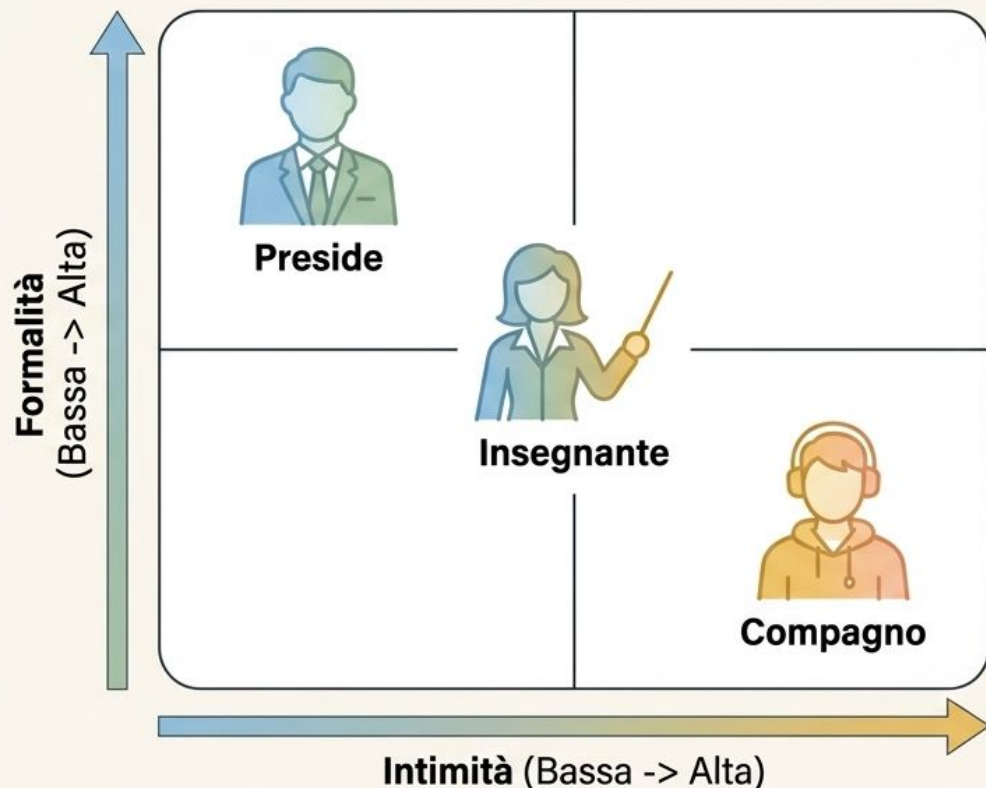 Formalità
(Bassa -> Alta)
Preside
Insegnante
Compagno
Intimità (Bassa -> Alta)